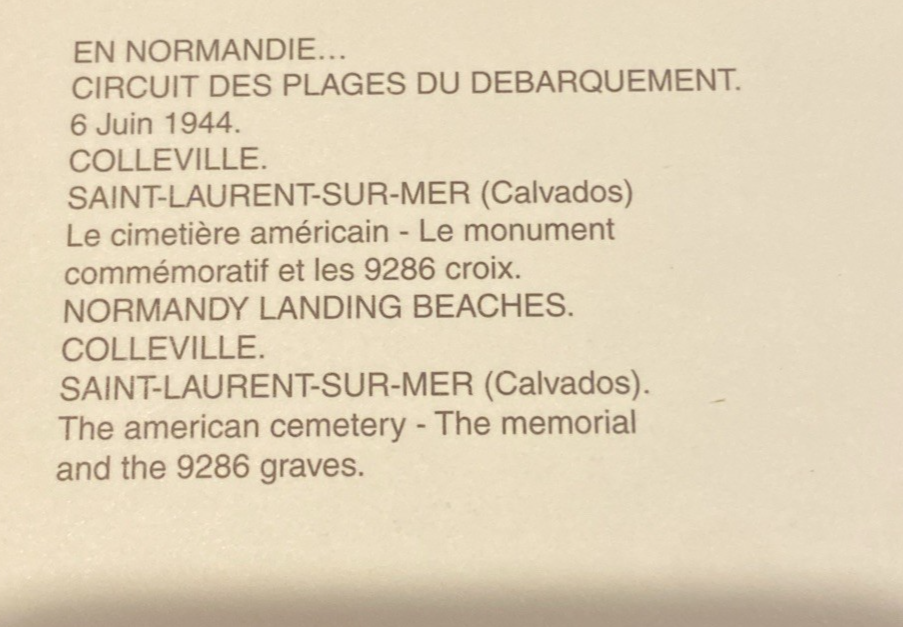 EN NORMANDIE...
CIRCUIT DES PLAGES DU DEBARQUEMENT.
6 Juin 1944.
COLLEVILLE.
SAINT-LAURENT-SUR-MER (Calvados)
Le cimetière américain - Le monument
commémoratif et les 9286 croix.
NORMANDY LANDING BEACHES.
COLLEVILLE.
SAINT-LAURENT-SUR-MER (Calvados).
The american cemetery - The memorial
and the 9286 graves.